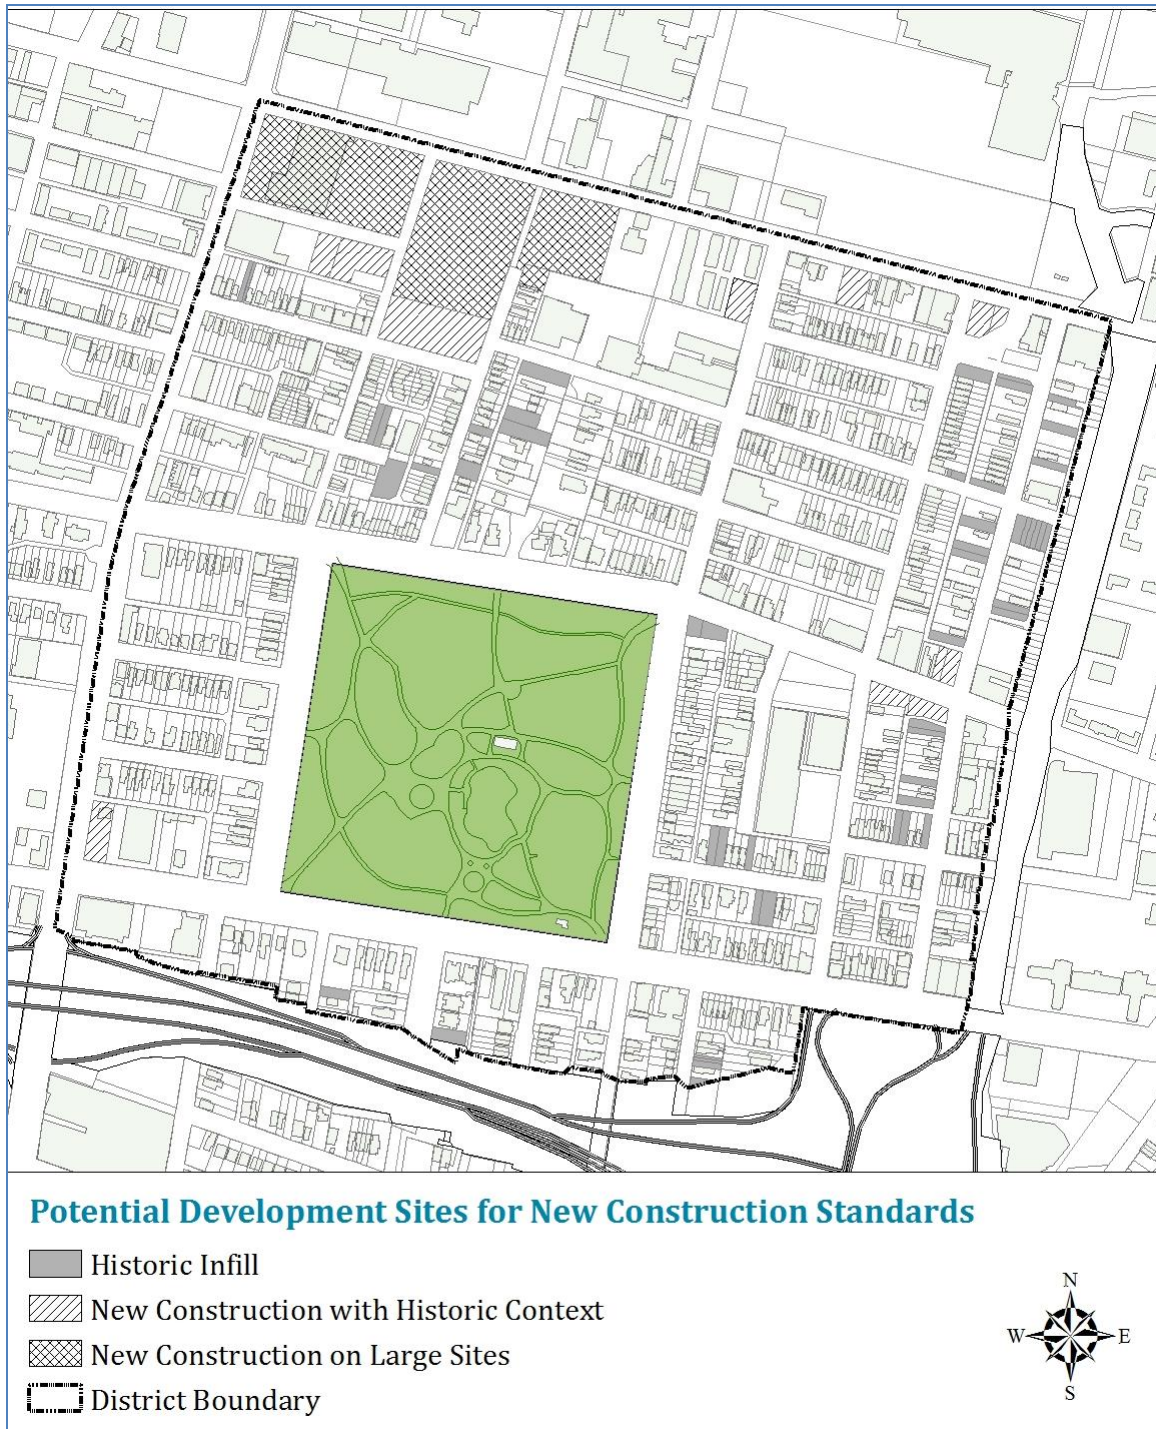 Potential Development Sites for New Construction Standards
Historic Infill
New Construction with Historic Context
New Construction on Large Sites
District Boundary
N
W E
S